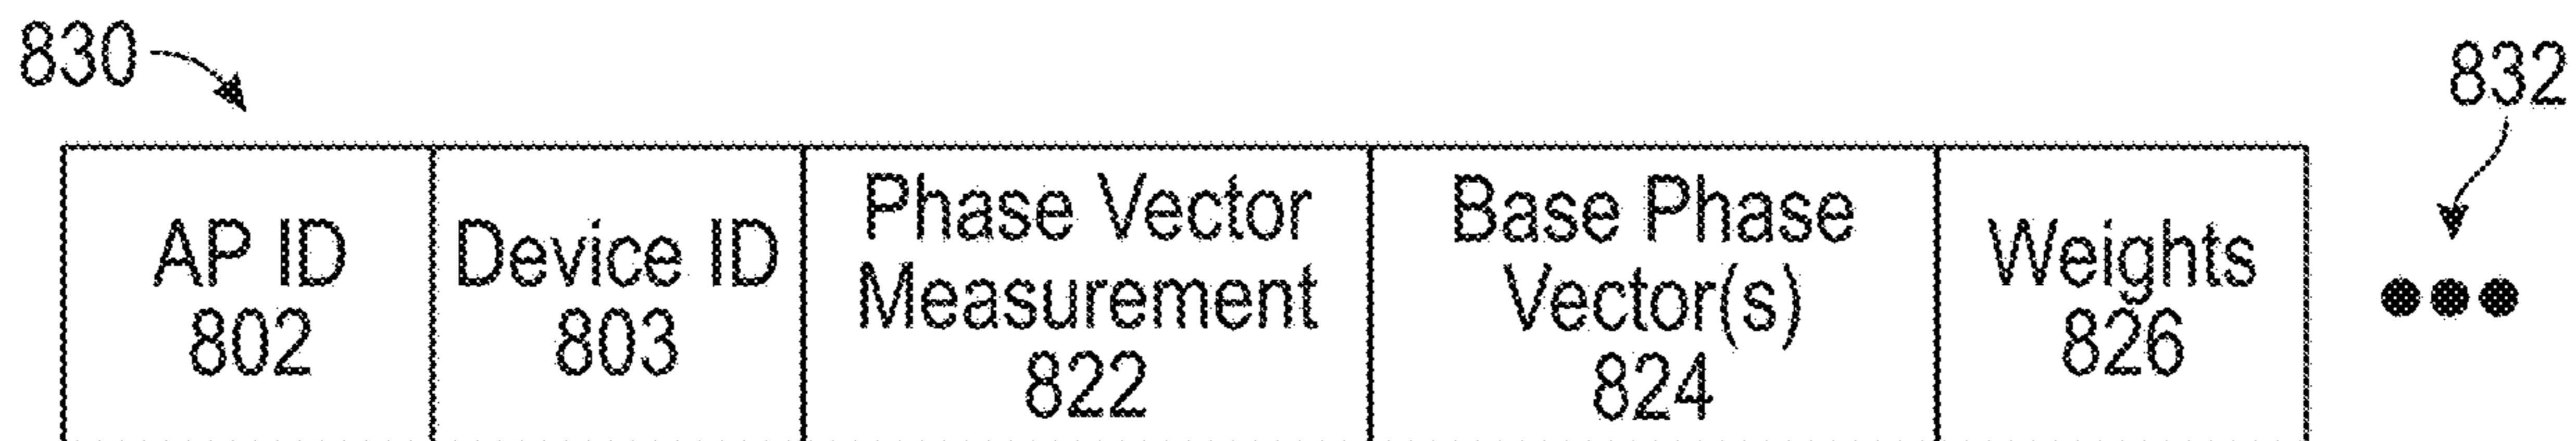 830
832
AP ID
802
Device ID
803
Phase Vector
Measurement
822
Base Phase
Vector(s)
824
Weights
826